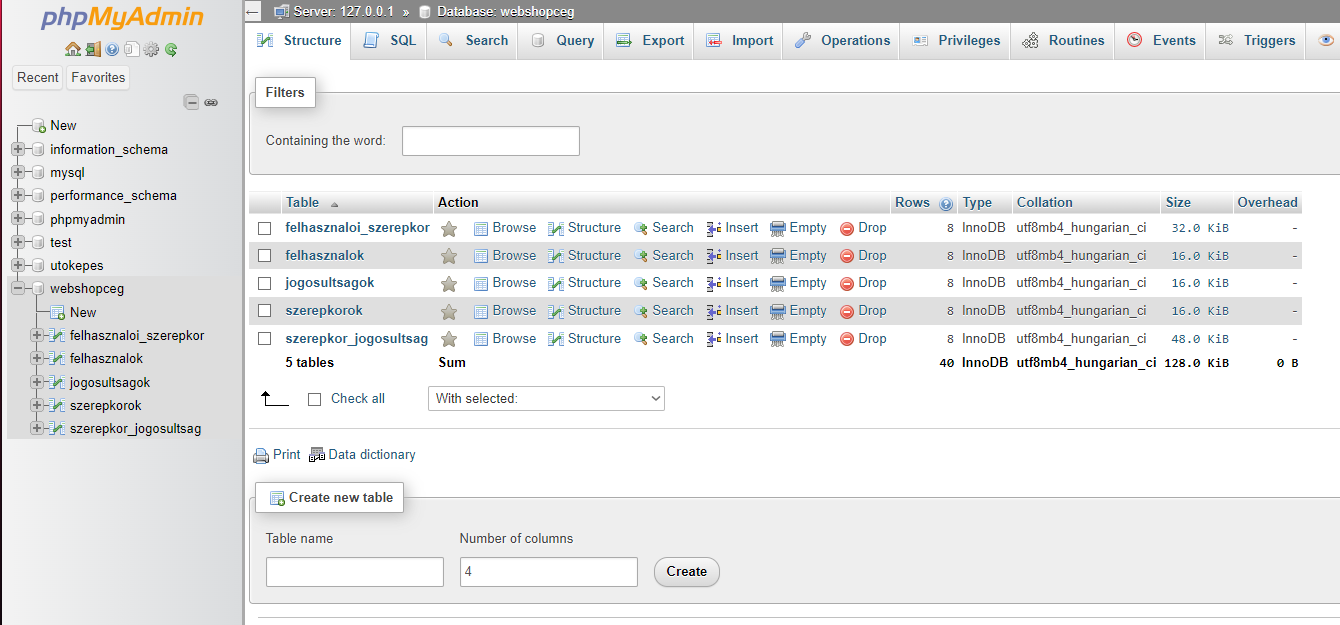 phpMyAdmin
Recent Favorites
New
information_schema
mysql
performance_schema
phpmyadmin
test
utokepes
webshopceg
New
felhasznaloi_szerepkor
felhasznalok
jogosultsagok
szerepkorok
szerepkor_jogosultsag
Server: 127.0.0.1 » Database: webshopceg
Structure SQL Search Query Export Import Operations Privileges Routines Events Triggers
Filters
Containing the word:
Table Action Rows Type Collation Size Overhead
felhasznaloi_szerepkor Browse Structure Search Insert Empty Drop 8 InnoDB utf8mb4_hungarian_ci 32.0 KiB -
felhasznalok Browse Structure Search Insert Empty Drop 8 InnoDB utf8mb4_hungarian_ci 16.0 KiB -
jogosultsagok Browse Structure Search Insert Empty Drop 8 InnoDB utf8mb4_hungarian_ci 16.0 KiB -
szerepkorok Browse Structure Search Insert Empty Drop 8 InnoDB utf8mb4_hungarian_ci 16.0 KiB -
szerepkor_jogosultsag Browse Structure Search Insert Empty Drop 8 InnoDB utf8mb4_hungarian_ci 48.0 KiB -
5 tables Sum 40 InnoDB utf8mb4_hungarian_ci 128.0 KiB 0 B
Check all With selected:
Print Data dictionary
Create new table
Table name Number of columns
4 Create